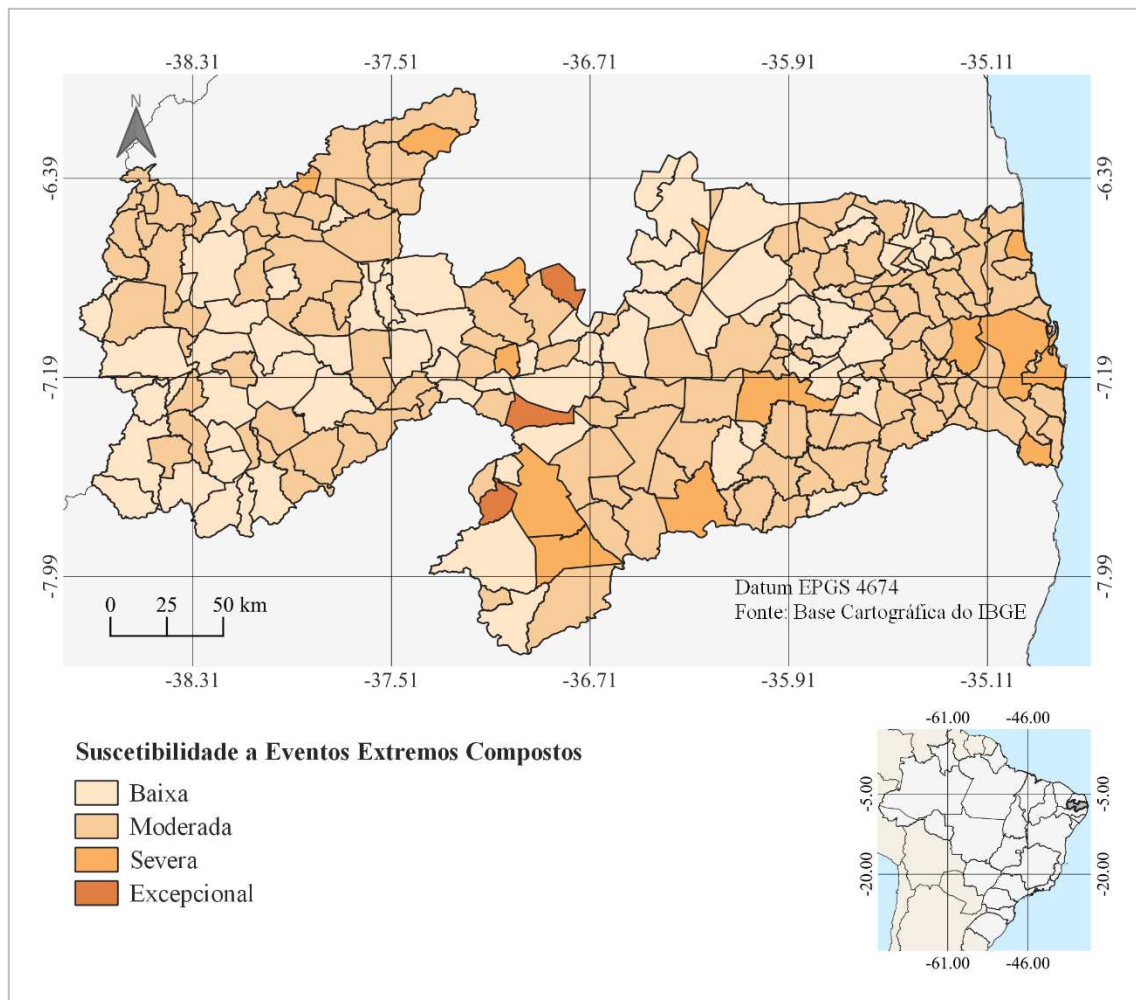 -38.31 -37.51 -36.71 -35.91 -35.11
N
-6.39 -6.39
-7.19 -7.19
-7.99 -7.99
Datum EPGS 4674
Fonte: Base Cartográfica do IBGE
0 25 50 km
-38.31 -37.51 -36.71 -35.91 -35.11
Suscetibilidade a Eventos Extremos Compostos
Baixa
Moderada
Severa
Excepcional
-61.00 -46.00
-5.00 -5.00
-20.00 -20.00
-61.00 -46.00